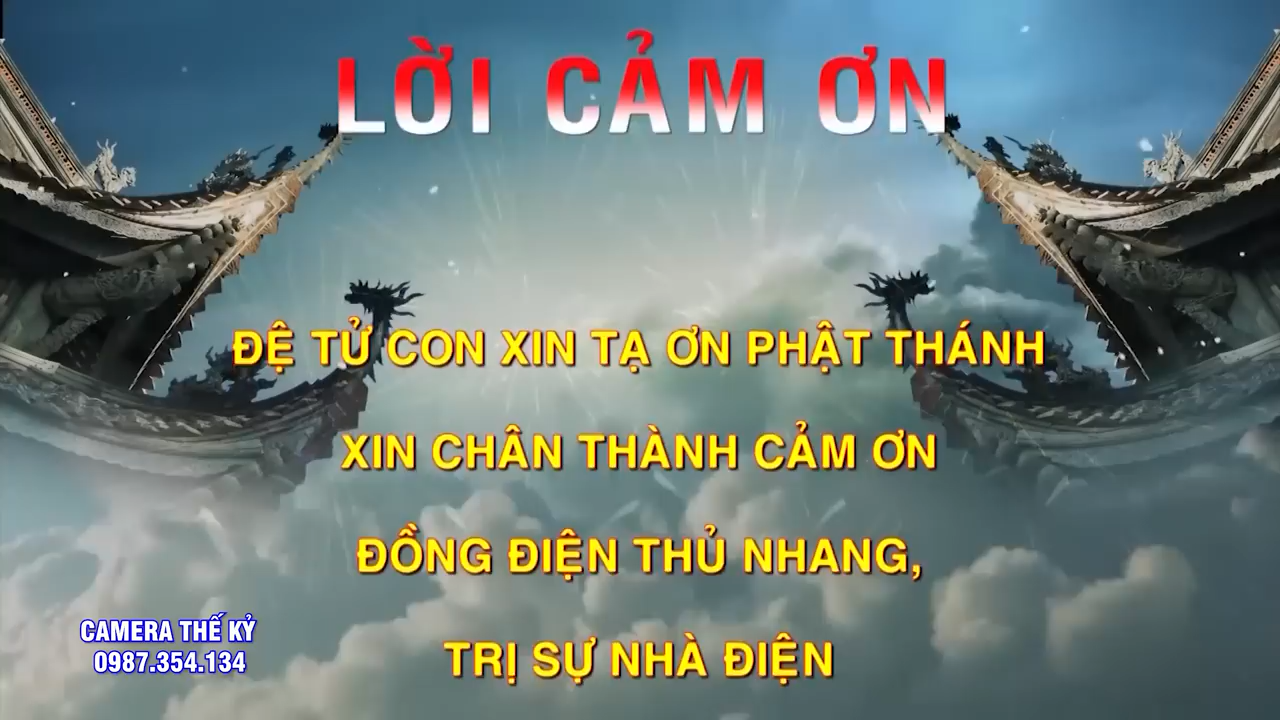 LỜI CẢM ƠN
ĐỆ TỬ CON XIN TẠ ƠN PHẬT THÁNH
XIN CHÂN THÀNH CẢM ƠN
ĐỒNG ĐIỆN THỦ NHANG,
TRỊ SỰ NHÀ ĐIỆN
CAMERA THẾ KỶ
0987.354.134